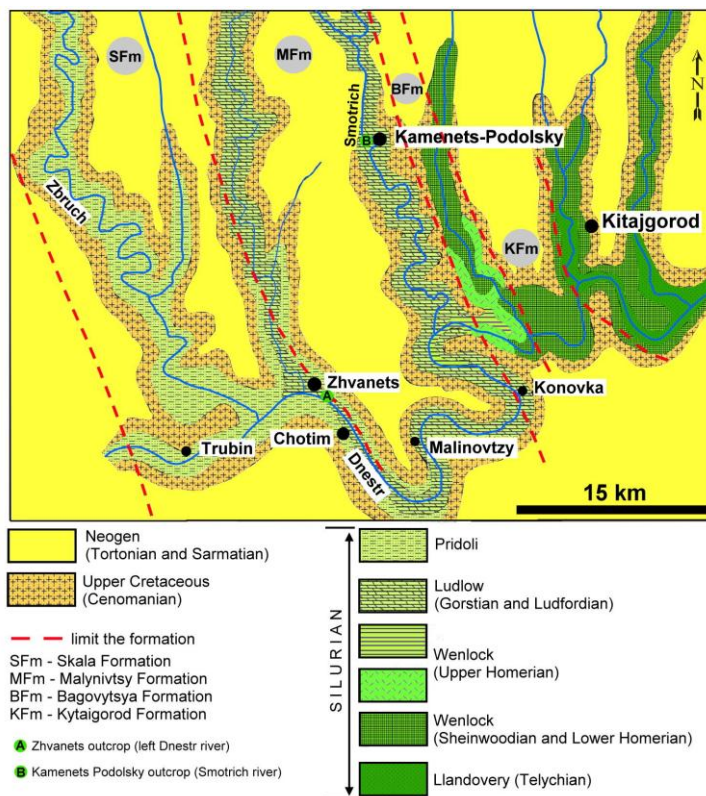 SFm
MFm
BFm
N
Smotrich
B
Kamenets-Podolsky
Zbruch
Kitajgorod
KFm
Zhvanets
A
Konovka
Chotim
Malinovtzy
Trubin
Dnestr
15 km
Neogen
(Tortonian and Sarmatian)
Upper Cretaceous
(Cenomanian)
limit the formation
SFm - Skala Formation
MFm - Malynivtsy Formation
BFm - Bagovytsya Formation
KFm - Kytaigorod Formation
A Zhvanets outcrop (left Dnestr river)
B Kamenets Podolsky outcrop (Smotrich river)
SILURIAN
Pridoli
Ludlow
(Gorstian and Ludfordian)
Wenlock
(Upper Homerian)
Wenlock
(Sheinwoodian and Lower Homerian)
Llandovery (Telychian)